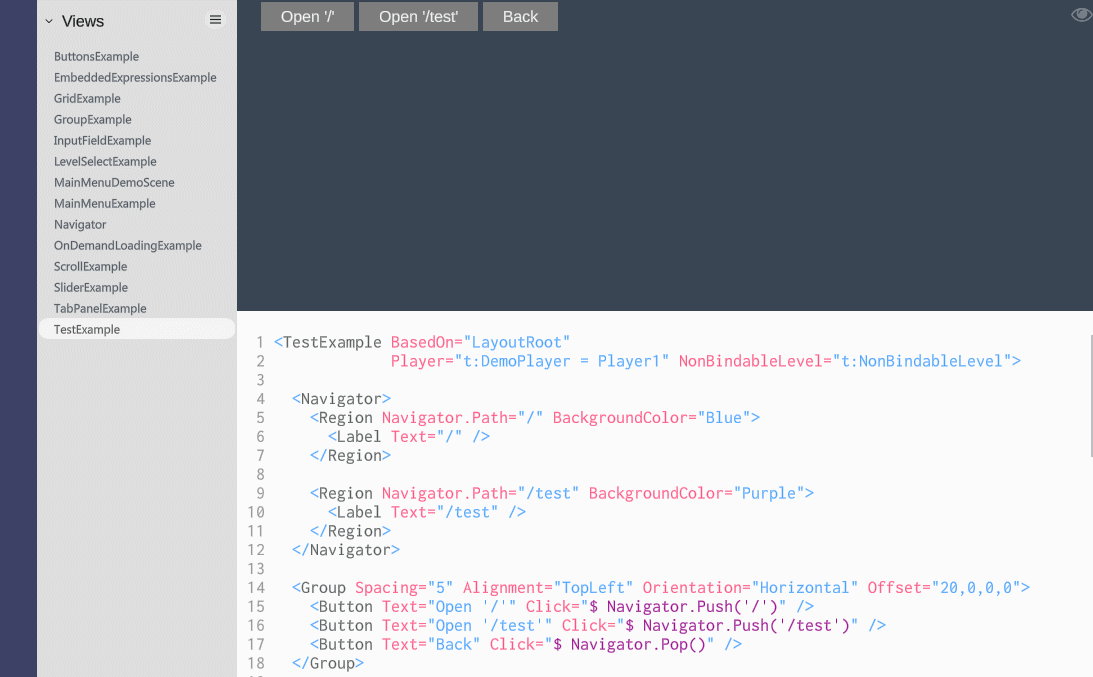 Views
ButtonsExample
EmbeddedExpressionsExample
GridExample
GroupExample
InputFieldExample
LevelSelectExample
MainMenuDemoScene
MainMenuExample
Navigator
OnDemandLoadingExample
ScrollExample
SliderExample
TabPanelExample
TestExample
Open '/' Open '/test' Back
1 <TestExample BasedOn="LayoutRoot"
2 Player="t:DemoPlayer = Player1" NonBindableLevel="t:NonBindableLevel">
3
4 <Navigator>
5 <Region Navigator.Path="/" BackgroundColor="Blue">
6 <Label Text="/" />
7 </Region>
8
9 <Region Navigator.Path="/test" BackgroundColor="Purple">
10 <Label Text="/test" />
11 </Region>
12 </Navigator>
13
14 <Group Spacing="5" Alignment="TopLeft" Orientation="Horizontal" Offset="20,0,0,0">
15 <Button Text="Open '/'" Click="$ Navigator.Push('/')" />
16 <Button Text="Open '/test'" Click="$ Navigator.Push('/test')" />
17 <Button Text="Back" Click="$ Navigator.Pop()" />
18 </Group>